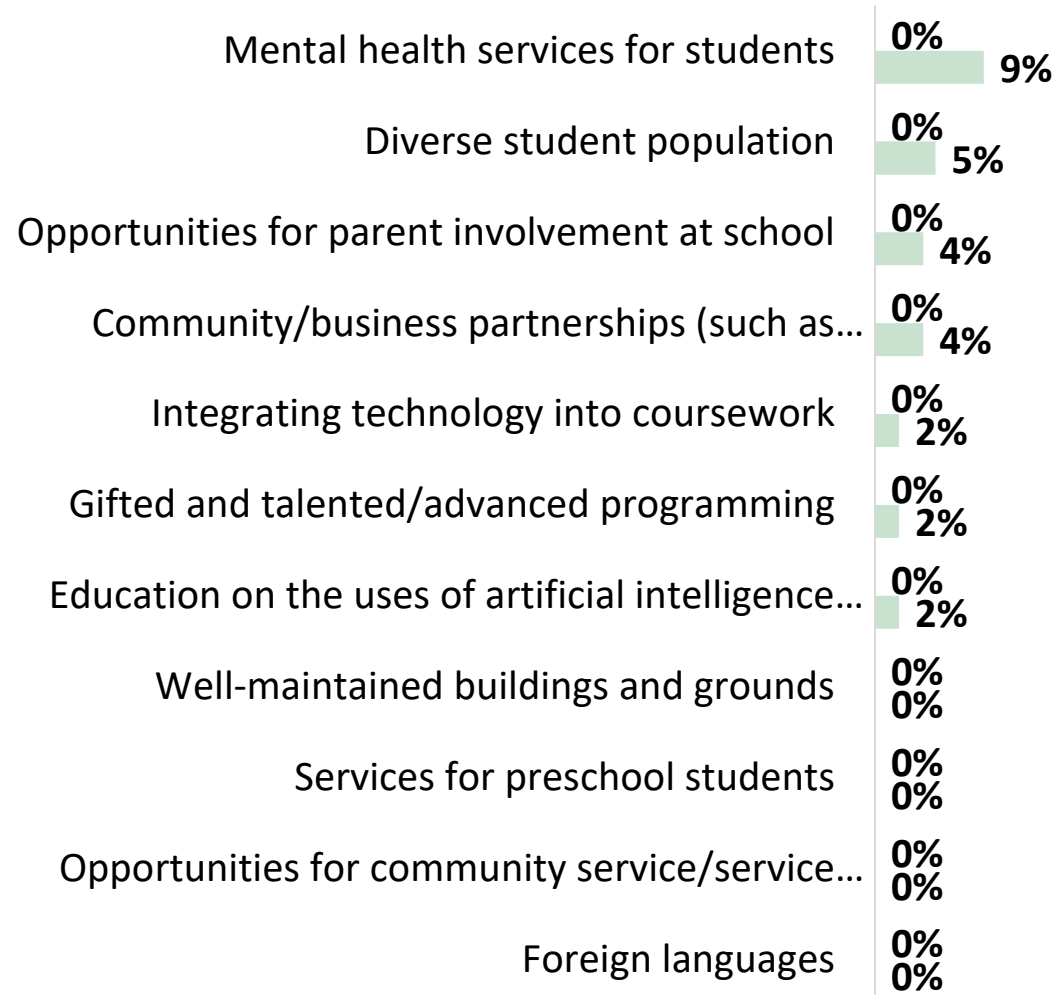 Mental health services for students
0%
9%
Diverse student population
0%
5%
Opportunities for parent involvement at school
0%
4%
Community/business partnerships (such as…
0%
4%
Integrating technology into coursework
0%
2%
Gifted and talented/advanced programming
0%
2%
Education on the uses of artificial intelligence…
0%
2%
Well-maintained buildings and grounds
0%
0%
Services for preschool students
0%
0%
Opportunities for community service/service…
0%
0%
Foreign languages
0%
0%